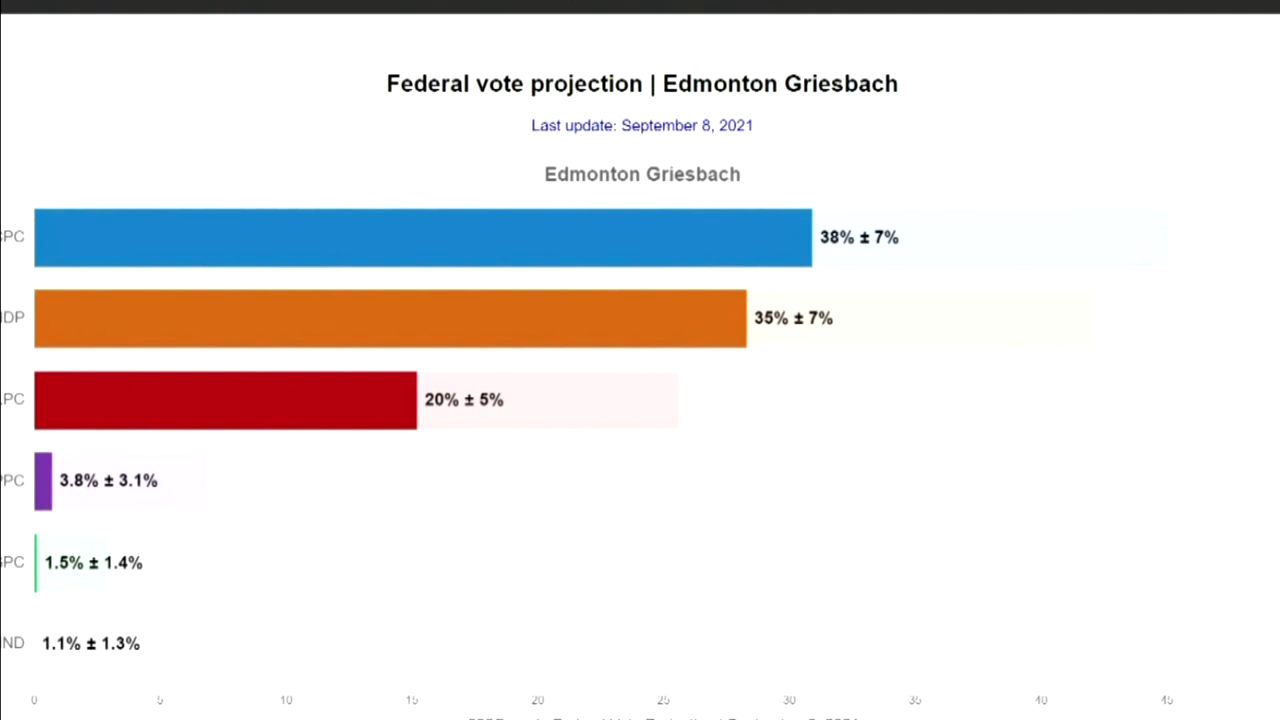 Federal vote projection | Edmonton Griesbach
Last update: September 8, 2021
Edmonton Griesbach
PC 38% ± 7%
DP 35% ± 7%
PC 20% ± 5%
PC 3.8% ± 3.1%
PC 1.5% ± 1.4%
ND 1.1% ± 1.3%
0 5 10 15 20 25 30 35 40 45